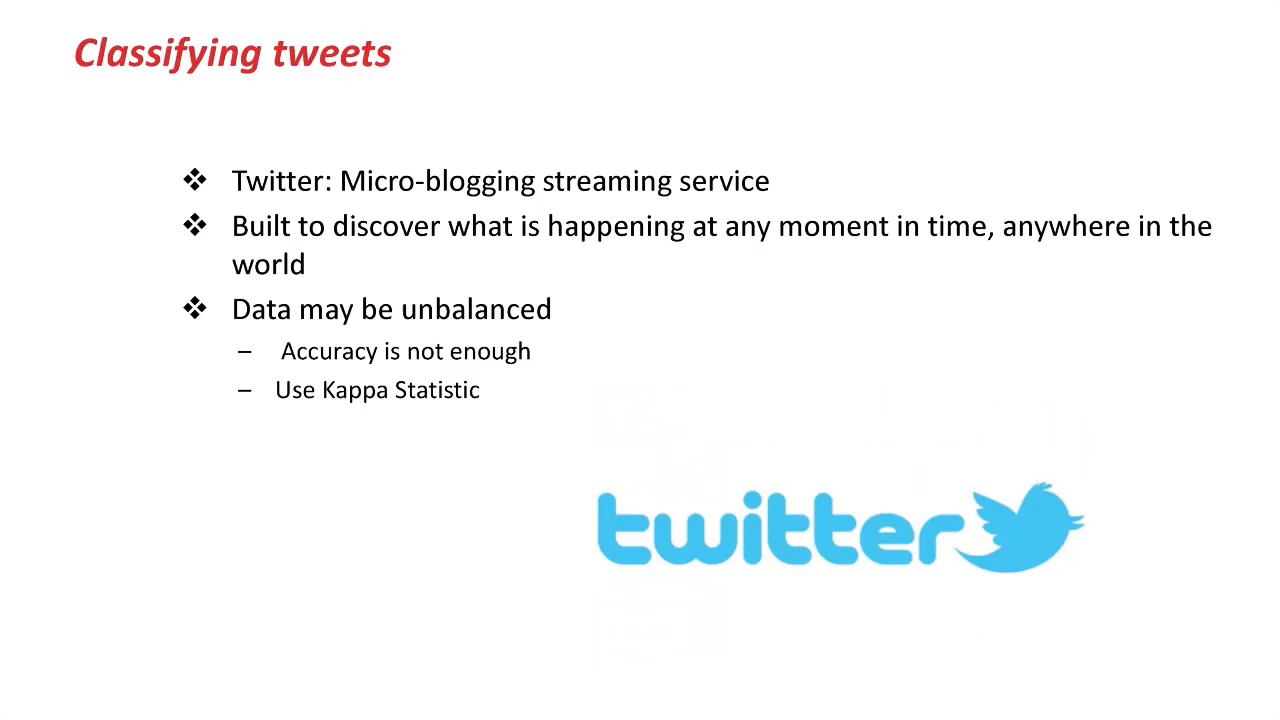 Classifying tweets
❖ Twitter: Micro-blogging streaming service
❖ Built to discover what is happening at any moment in time, anywhere in the
world
❖ Data may be unbalanced
– Accuracy is not enough
– Use Kappa Statistic
twitter